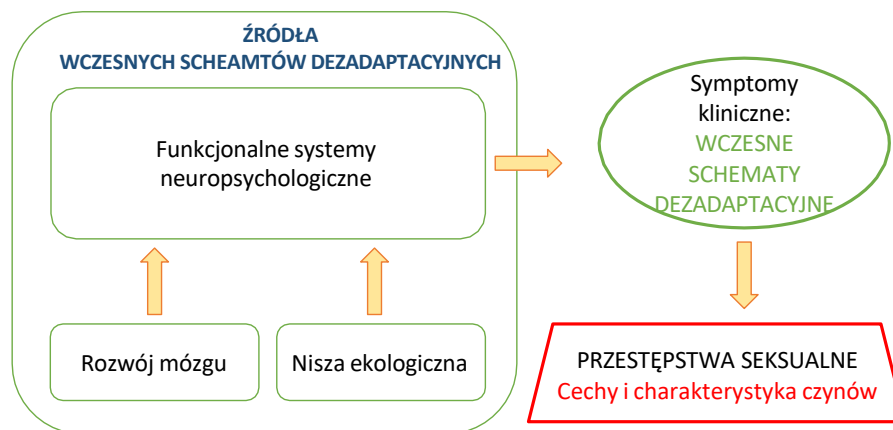 ŹRÓDŁA
WCZESNYCH SCHEAMTÓW DEZADAPTACYJNYCH
Funkcjonalne systemy
neuropsychologiczne
Rozwój mózgu
Nisza ekologiczna
Symptomy
kliniczne:
WCZESNE
SCHEMATY
DEZADAPTACYJNE
PRZESTĘPSTWA SEKSUALNE
Cechy i charakterystyka czynów